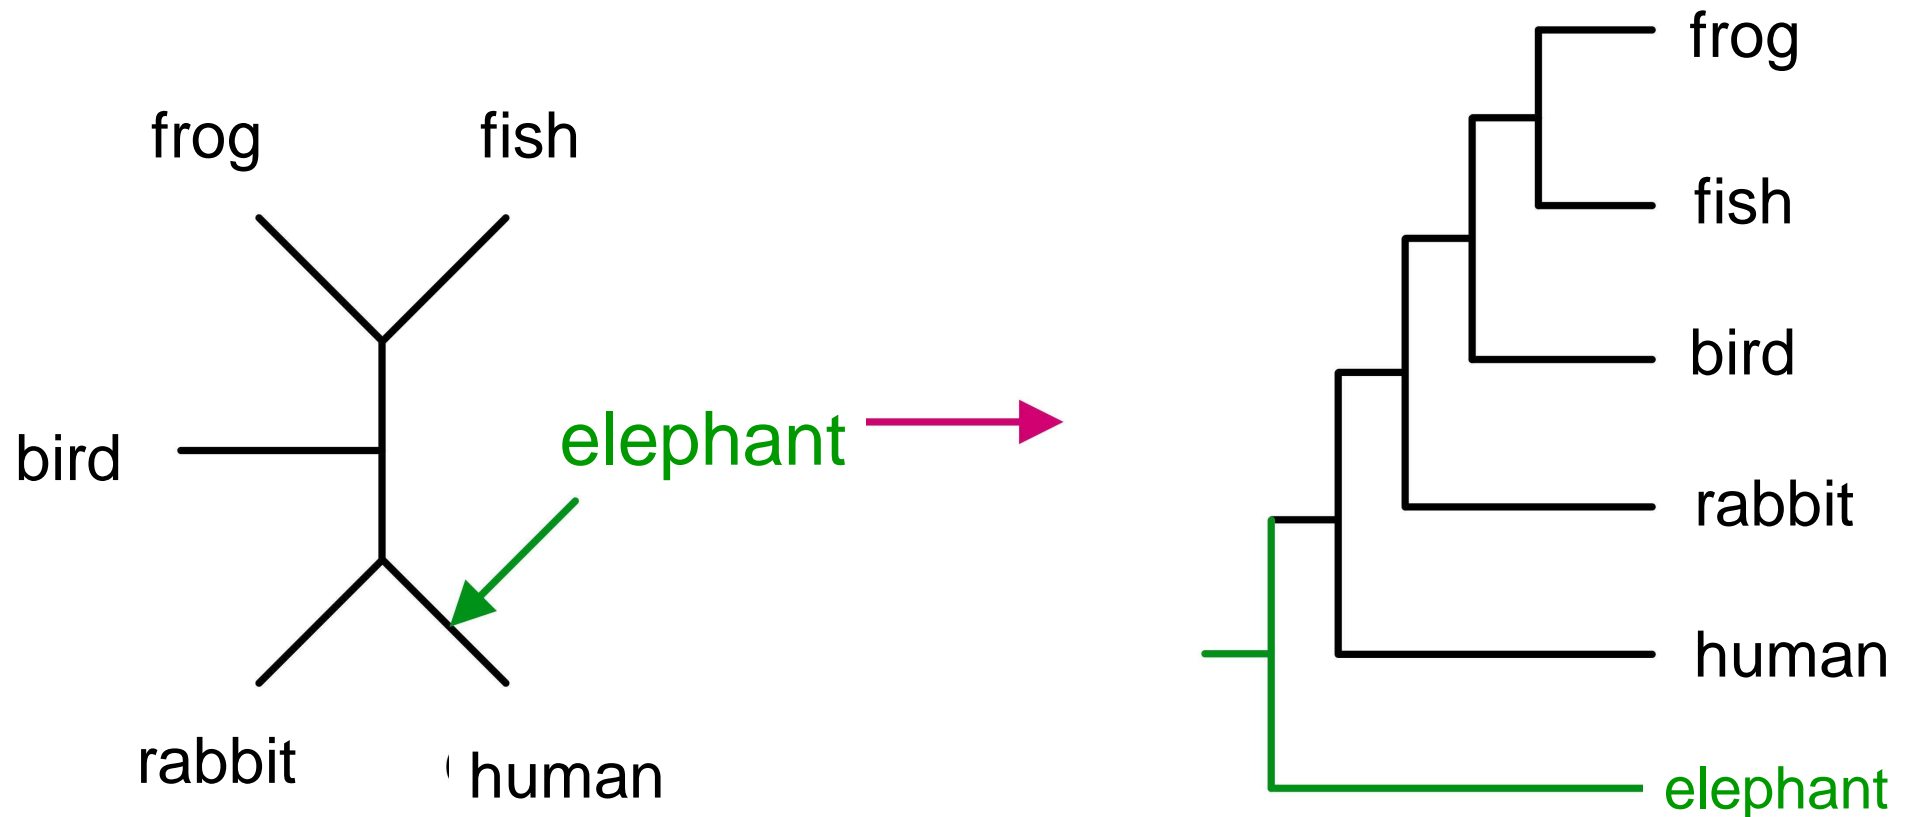 frog
fish
bird
elephant
rabbit
human
frog
fish
bird
rabbit
human
elephant